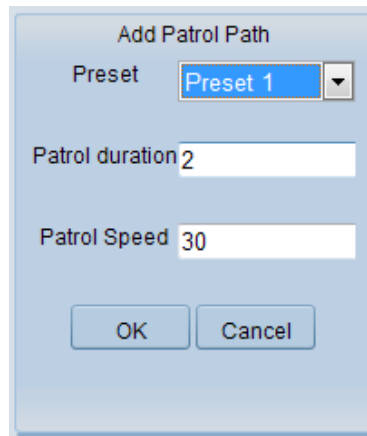 Add Patrol Path
Preset Preset 1
Patrol duration 2
Patrol Speed 30
OK Cancel